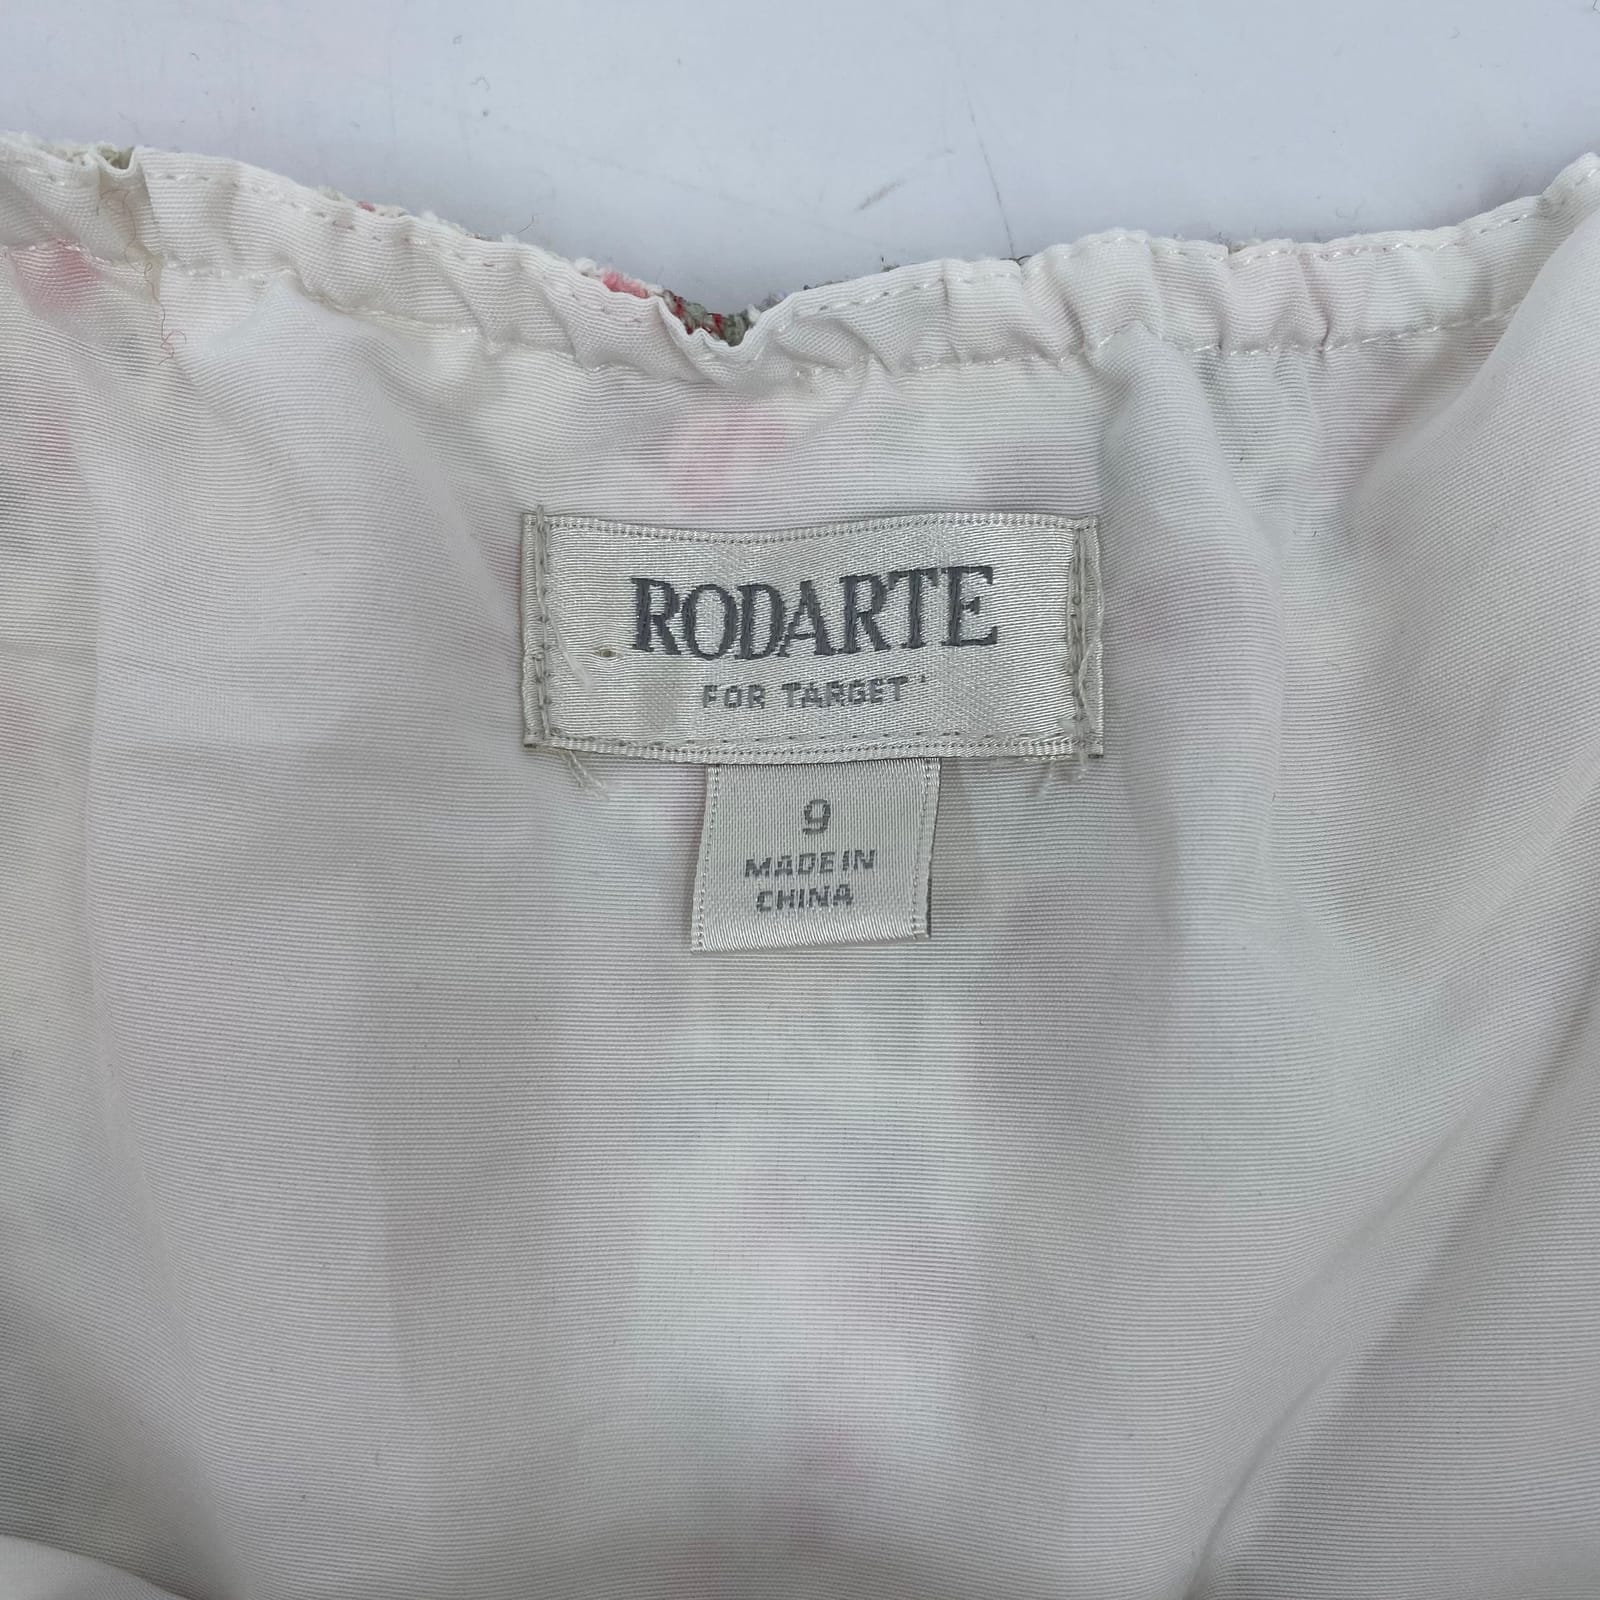 RODARTE
FOR TARGET
9
MADE IN
CHINA